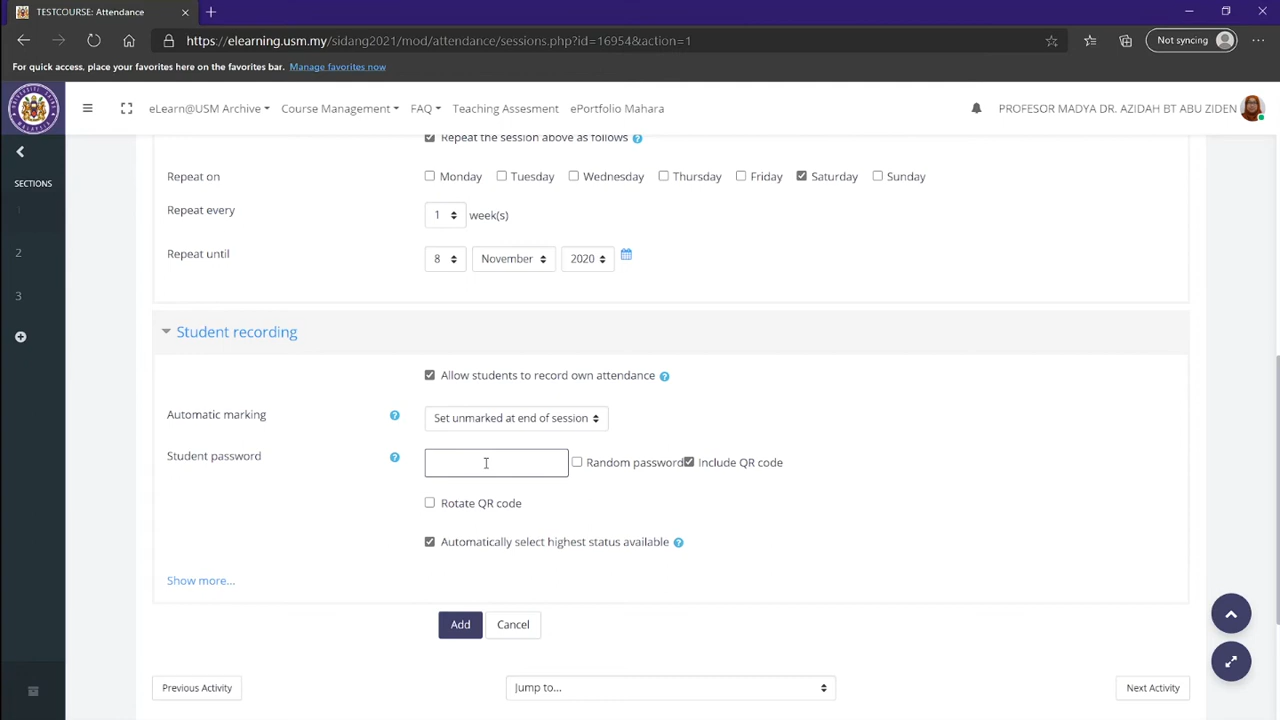 TESTCOURSE: Attendance
https://elearning.usm.my/sidang2021/mod/attendance/sessions.php?id=16954&action=1
Not syncing
For quick access, place your favorites here on the favorites bar. Manage favorites now
eLearn@USM Archive FAQ Course Management Teaching Assesment ePortfolio Mahara
PROFESOR MADYA DR. AZIDAH BT ABU ZIDEN
SECTIONS
1
2
3
Repeat the session above as follows
Repeat on Monday Tuesday Wednesday Thursday Friday Saturday Sunday
Repeat every 1 week(s)
Repeat until 8 November 2020
Student recording
Allow students to record own attendance
Automatic marking Set unmarked at end of session
Student password Random password Include QR code
Rotate QR code
Automatically select highest status available
Show more...
Add Cancel
Previous Activity Jump to... Next Activity